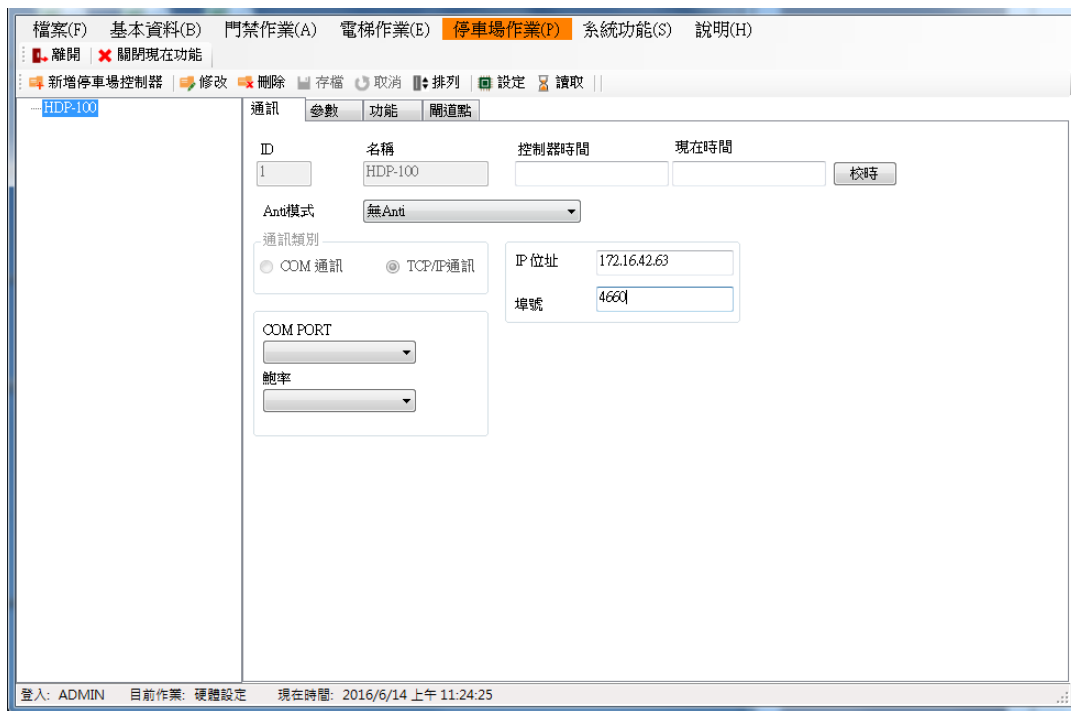 檔案(F) 基本資料(B) 門禁作業(A) 電梯作業(E) 停車場作業(P) 系統功能(S) 說明(H)
離開 關閉現在功能
新增停車場控制器 修改 刪除 存檔 取消 排列 設定 讀取
HDP-100
通訊 參數 功能 閘道點
ID 名稱 控制器時間 現在時間
1 HDP-100 校時
Anti模式 無Anti
通訊類別
COM 通訊 TCP/IP通訊
IP 位址 172.16.42.63
埠號 4660
COM PORT
鮑率
登入: ADMIN 目前作業: 硬體設定 現在時間: 2016/6/14 上午 11:24:25